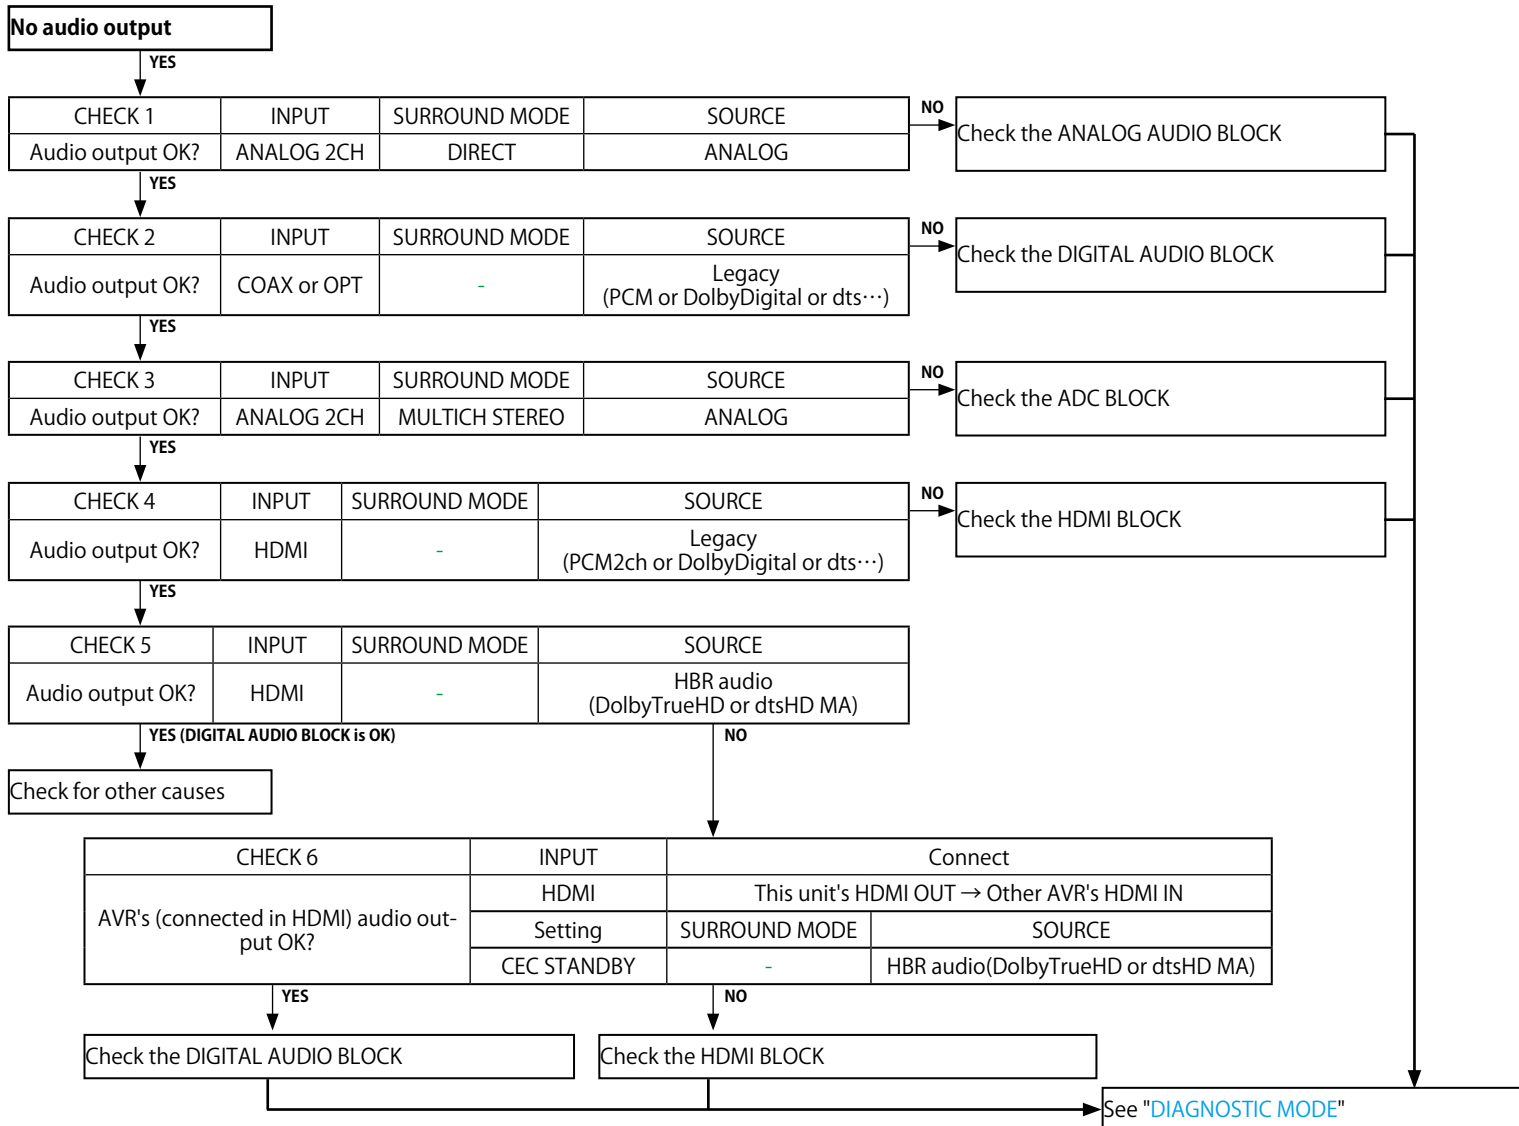 No audio output
YES
CHECK 1 INPUT SURROUND MODE SOURCE
Audio output OK? ANALOG 2CH DIRECT ANALOG
NO
Check the ANALOG AUDIO BLOCK
YES
CHECK 2 INPUT SURROUND MODE SOURCE
Audio output OK? COAX or OPT - Legacy
(PCM or DolbyDigital or dts⋯)
NO
Check the DIGITAL AUDIO BLOCK
YES
CHECK 3 INPUT SURROUND MODE SOURCE
Audio output OK? ANALOG 2CH MULTICH STEREO ANALOG
NO
Check the ADC BLOCK
YES
CHECK 4 INPUT SURROUND MODE SOURCE
Audio output OK? HDMI - Legacy
(PCM2ch or DolbyDigital or dts⋯)
NO
Check the HDMI BLOCK
YES
CHECK 5 INPUT SURROUND MODE SOURCE
Audio output OK? HDMI - HBR audio
(DolbyTrueHD or dtsHD MA)
YES (DIGITAL AUDIO BLOCK is OK)
NO
Check for other causes
CHECK 6 INPUT Connect
HDMI This unit's HDMI OUT → Other AVR's HDMI IN
AVR's (connected in HDMI) audio out-
put OK?
Setting SURROUND MODE SOURCE
CEC STANDBY - HBR audio(DolbyTrueHD or dtsHD MA)
YES
NO
Check the DIGITAL AUDIO BLOCK
Check the HDMI BLOCK
See "DIAGNOSTIC MODE"